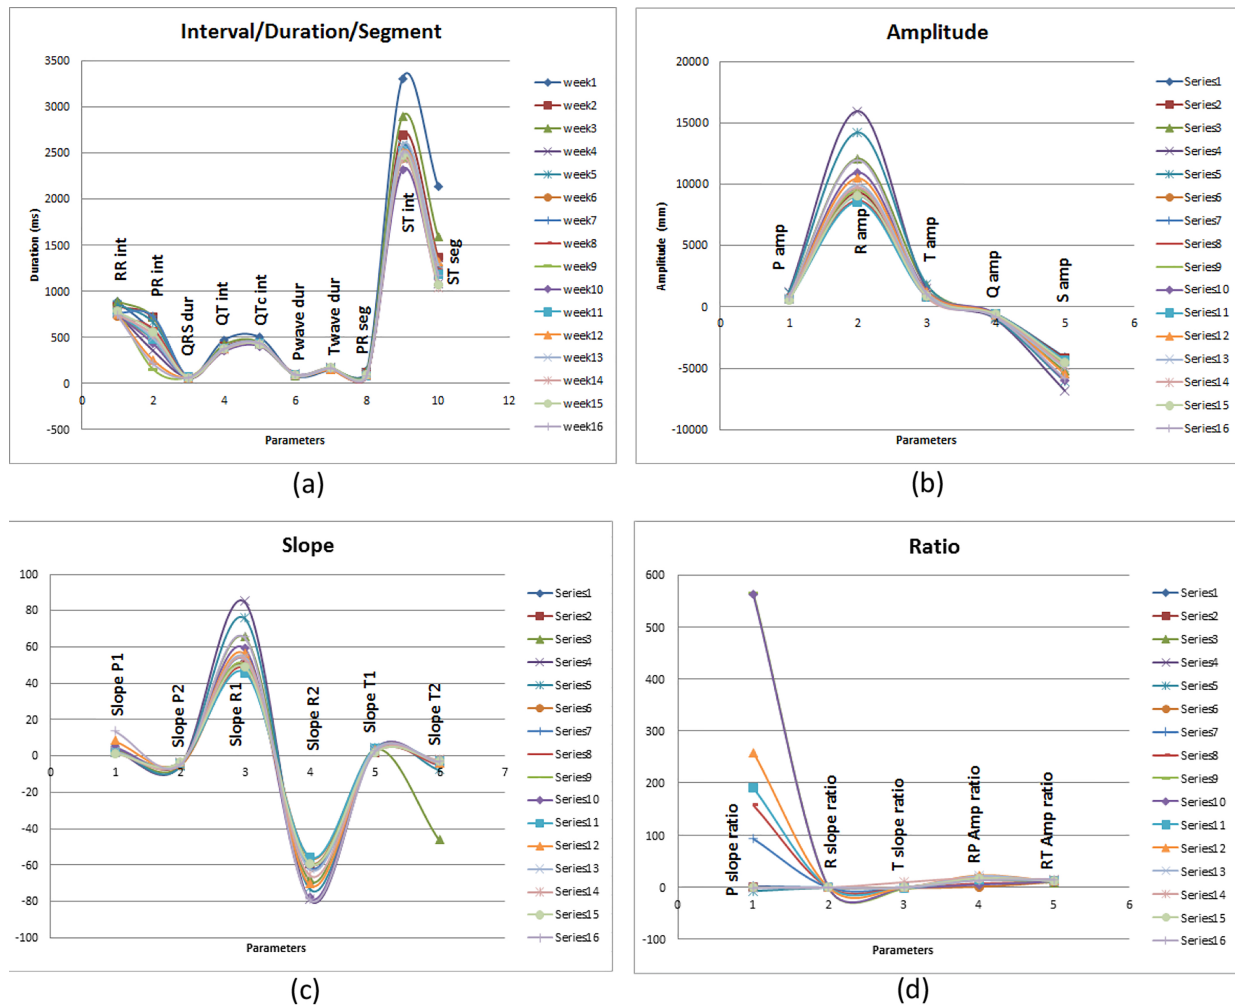 Interval/Duration/Segment
3500
3000
2500
2000
1500
1000
500
0
-500
Duration (ms)
0
2
4
6
8
10
12
Parameters
RR int
PR int
QRS dur
QT int
QTc int
Pwave dur
Twave dur
PR seg
ST int
ST seg
week1
week2
week3
week4
week5
week6
week7
week8
week9
week10
week11
week12
week13
week14
week15
week16
(a)
Amplitude
20000
15000
10000
5000
0
-5000
-10000
Amplitude (mm)
0
1
2
3
4
5
6
Parameters
P amp
R amp
T amp
Q amp
S amp
Series1
Series2
Series3
Series4
Series5
Series6
Series7
Series8
Series9
Series10
Series11
Series12
Series13
Series14
Series15
Series16
(b)
Slope
100
80
60
40
20
0
-20
-40
-60
-80
-100
0
1
2
3
4
5
6
7
Parameters
Slope P1
Slope P2
Slope R1
Slope R2
Slope T1
Slope T2
Series1
Series2
Series3
Series4
Series5
Series6
Series7
Series8
Series9
Series10
Series11
Series12
Series13
Series14
Series15
Series16
(c)
Ratio
600
500
400
300
200
100
0
-100
0
1
2
3
4
5
6
Parameters
P slope ratio
R slope ratio
T slope ratio
RP Amp ratio
RT Amp ratio
Series1
Series2
Series3
Series4
Series5
Series6
Series7
Series8
Series9
Series10
Series11
Series12
Series13
Series14
Series15
Series16
(d)